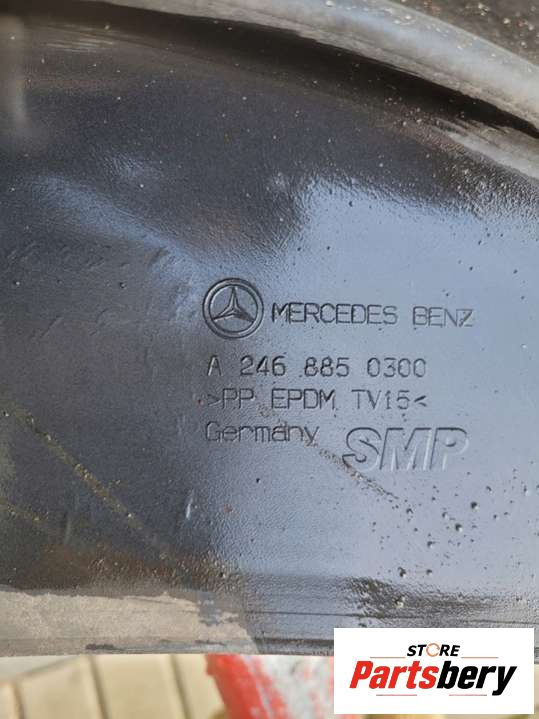 MERCEDES BENZ
A 246 885 0300
>PP EPDM TV15<
Germany SMP
STORE
Partsbery